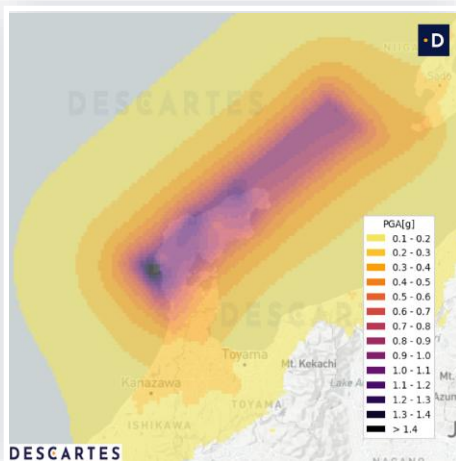 D
NIIGATA
Sado
DESCARTES
PGA[g]
0.1 - 0.2
0.2 - 0.3
0.3 - 0.4
0.4 - 0.5
0.5 - 0.6
0.6 - 0.7
0.7 - 0.8
0.8 - 0.9
0.9 - 1.0
1.0 - 1.1
1.1 - 1.2
1.2 - 1.3
1.3 - 1.4
> 1.4
DESCARTES
Toyama
Mt. Kekachi
Kanazawa
TOYAMA
ISHIKAWA
NAGANO
DESCARTES